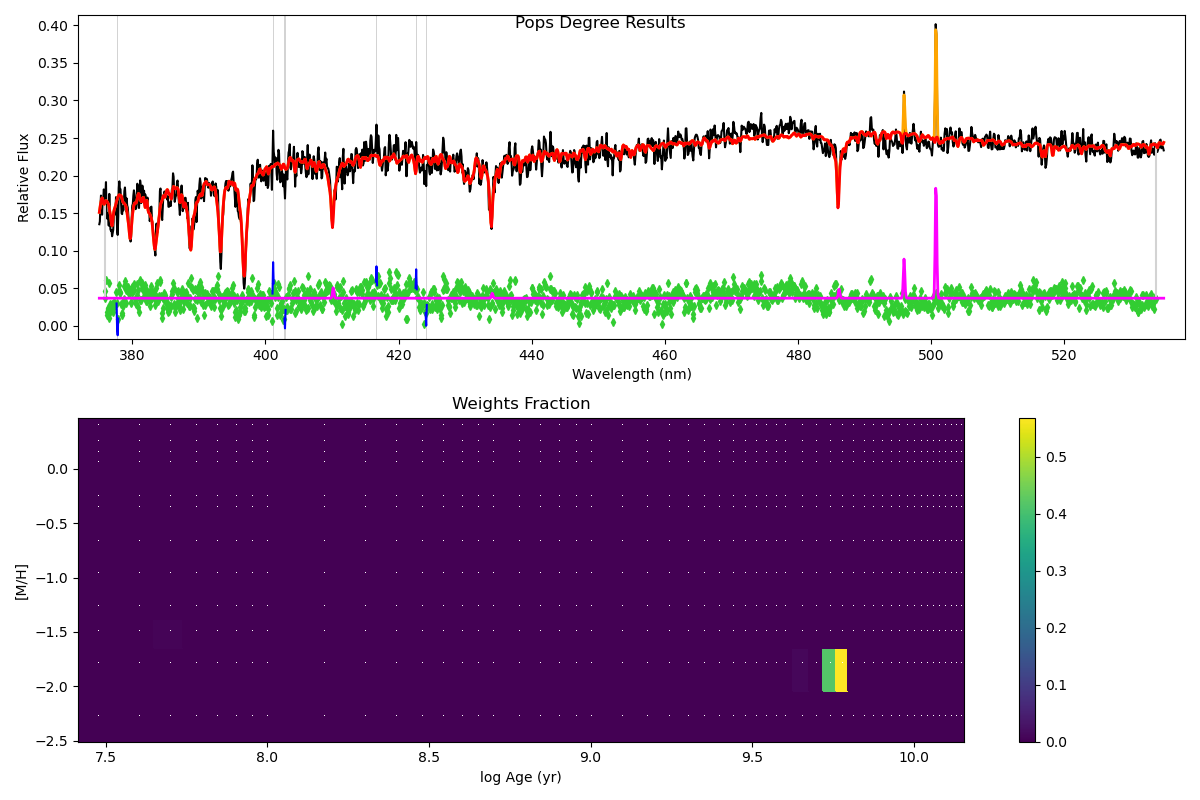 Pops Degree Results
0.40
0.35
0.30
0.25
0.20
0.15
0.10
0.05
0.00
Relative Flux
380 400 420 440 460 480 500 520
Wavelength (nm)
Weights Fraction
0.0
−0.5
−1.0
−1.5
−2.0
−2.5
[M/H]
7.5 8.0 8.5 9.0 9.5 10.0
log Age (yr)
0.5
0.4
0.3
0.2
0.1
0.0